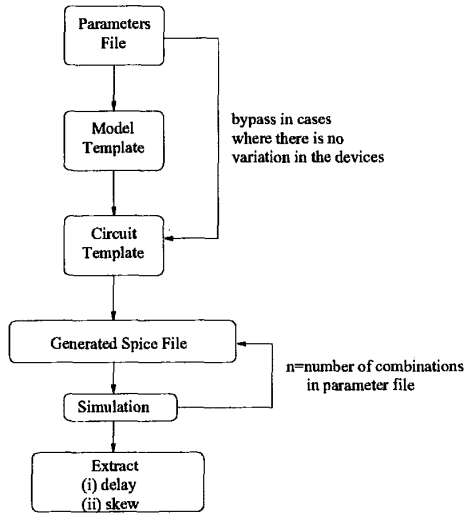 Parameters
File
bypass in cases
where there is no
variation in the devices
Model
Template
Circuit
Template
Generated Spice File
n=number of combinations
in parameter file
Simulation
Extract
(i) delay
(ii) skew